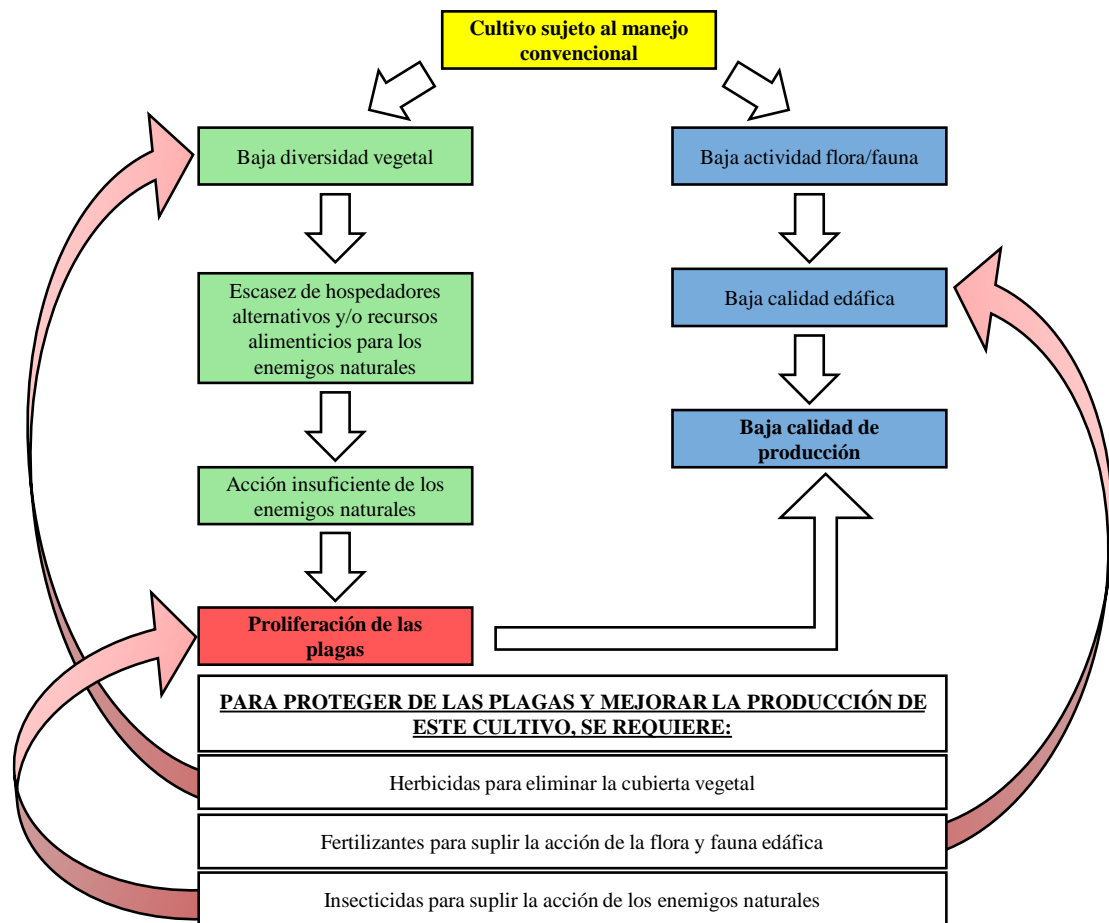 Cultivo sujeto al manejo
convencional
Baja diversidad vegetal
Baja actividad flora/fauna
Escasez de hospedadores
alternativos y/o recursos
alimenticios para los
enemigos naturales
Baja calidad edáfica
Baja calidad de
producción
Acción insuficiente de los
enemigos naturales
Proliferación de las
plagas
PARA PROTEGER DE LAS PLAGAS Y MEJORAR LA PRODUCCIÓN DE
ESTE CULTIVO, SE REQUIERE:
Herbicidas para eliminar la cubierta vegetal
Fertilizantes para suplir la acción de la flora y fauna edáfica
Insecticidas para suplir la acción de los enemigos naturales